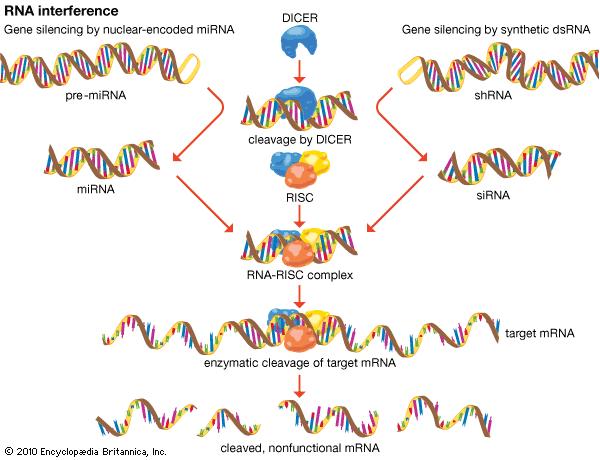 RNA interference
Gene silencing by nuclear-encoded miRNA
DICER
Gene silencing by synthetic dsRNA
pre-miRNA
shRNA
cleavage by DICER
miRNA
RISC
siRNA
RNA-RISC complex
target mRNA
enzymatic cleavage of target mRNA
cleaved, nonfunctional mRNA
© 2010 Encyclopædia Britannica, Inc.